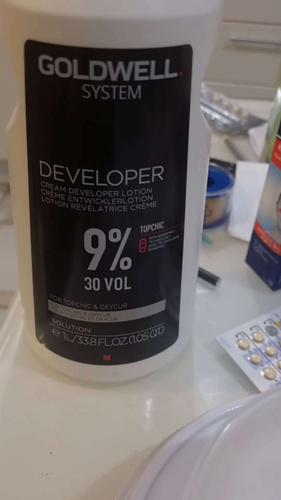 GOLDWELL.
SYSTEM
DEVELOPER
CREAM DEVELOPER LOTION
CRÈME ENTWICKLERLOTION
LOTION RÉVÉLATRICE CRÈME
9%
30 VOL
TOPCHIC
FOR TOPCHIC & OXYCUR
SOLUTION
e 1L/33.8 FL.OZ. (1.05 QT.)